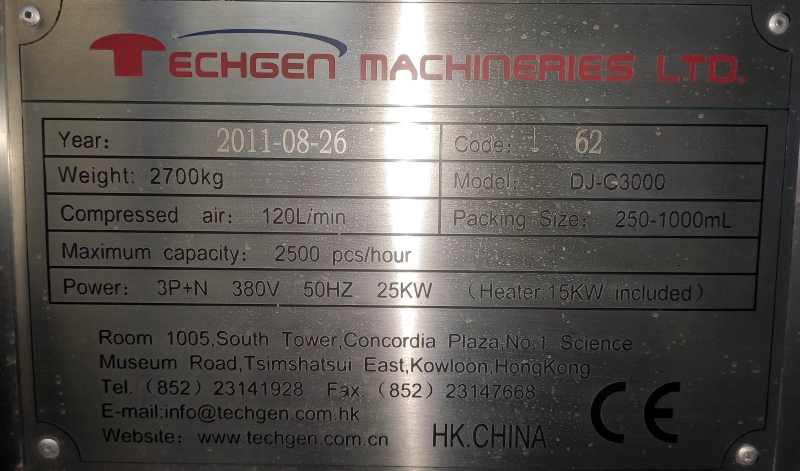 TECHGEN MACHINERIES LTD.
Year: 2011-08-26 Code: 62
Weight: 2700kg Model: DJ-G3000
Compressed air: 120L/min Packing Size: 250-1000mL
Maximum capacity: 2500 pcs/hour
Power: 3P+N 380V 50HZ 25KW (Heater:15KW included)
Room 1005,South Tower,Concordia Plaza,No.1 Science
Museum Road,Tsimshatsui East,Kowloon,HongKong
Tel. (852) 23141928 Fax. (852) 23147668
E-mail:info@techgen.com.hk
Website: www.techgen.com.cn HK.CHINA CE